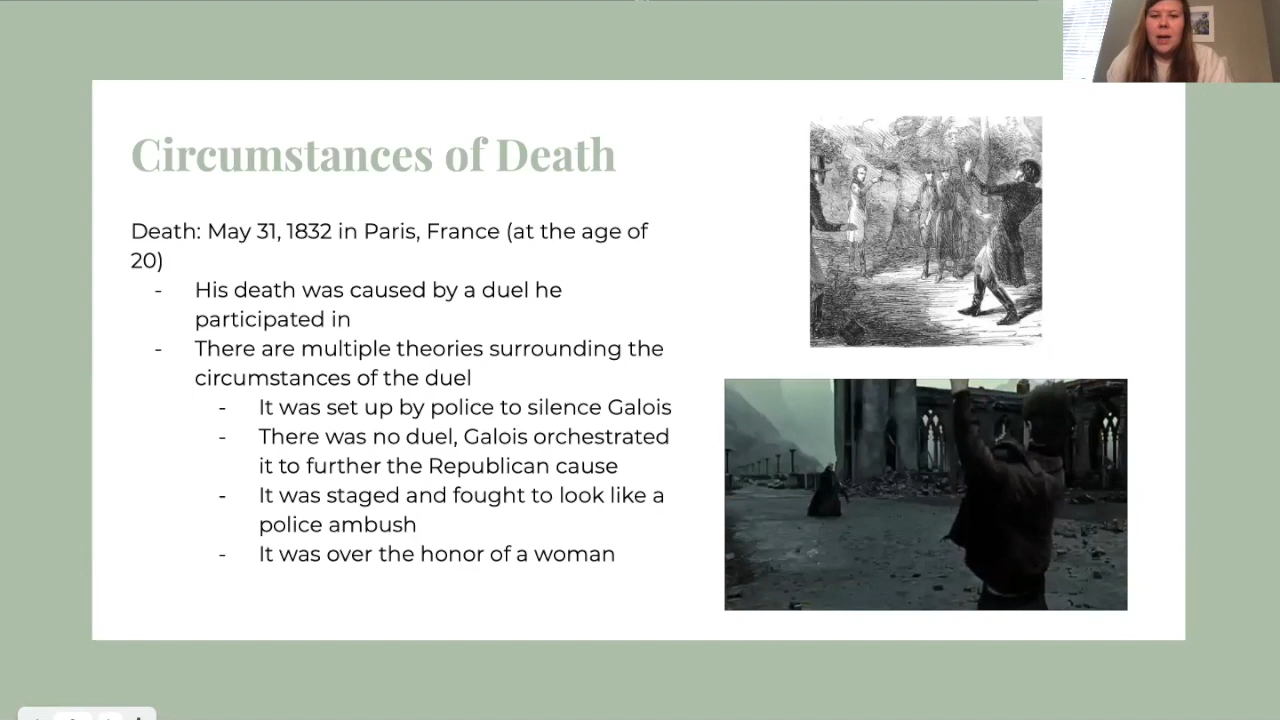 Circumstances of Death
Death: May 31, 1832 in Paris, France (at the age of
20)
- His death was caused by a duel he
participated in
- There are multiple theories surrounding the
circumstances of the duel
- It was set up by police to silence Galois
- There was no duel, Galois orchestrated
it to further the Republican cause
- It was staged and fought to look like a
police ambush
- It was over the honor of a woman